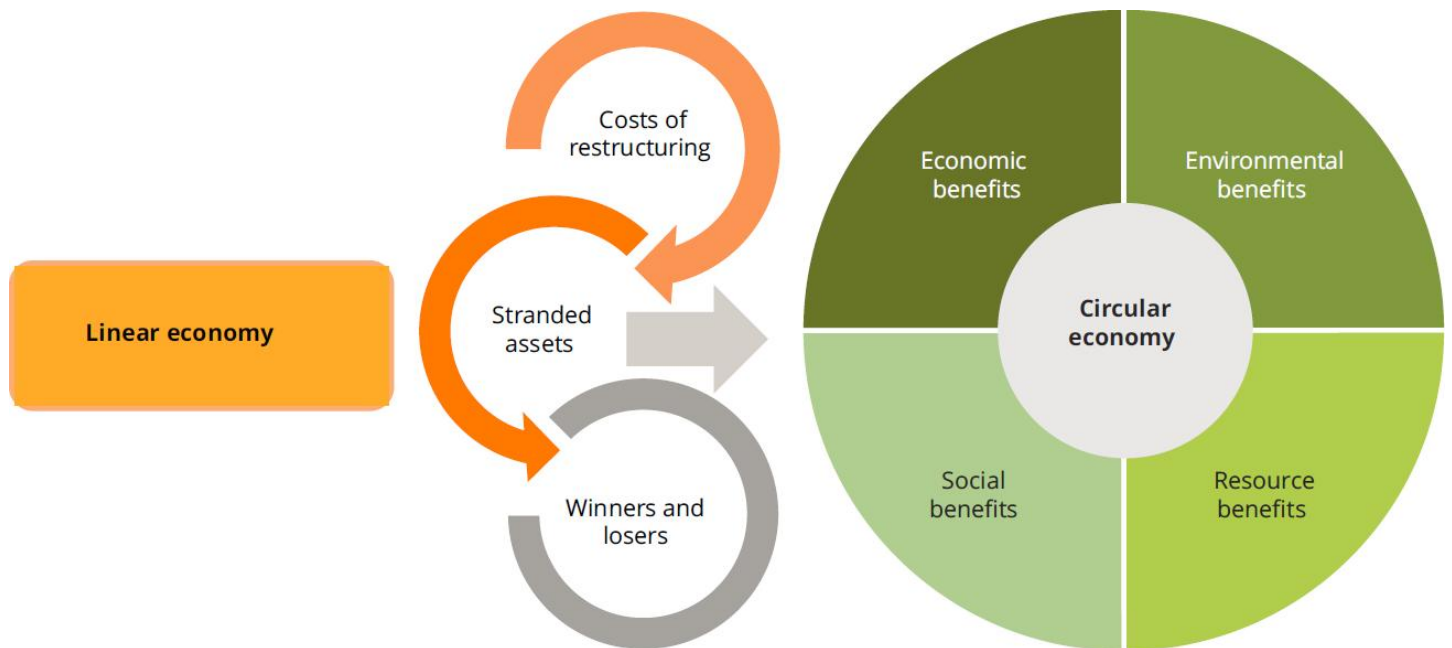 Linear economy
Costs of
restructuring
Stranded
assets
Winners and
losers
Economic
benefits
Environmental
benefits
Circular
economy
Social
benefits
Resource
benefits